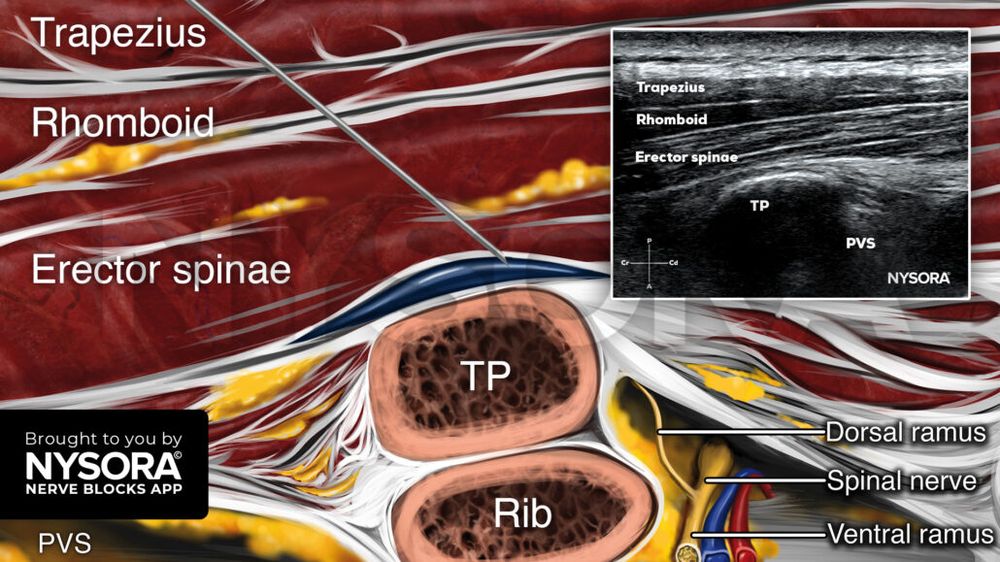 Trapezius
Rhomboid
Erector spinae
TP
Rib
PVS
Dorsal ramus
Spinal nerve
Ventral ramus
Trapezius
Rhomboid
Erector spinae
TP
PVS
P
Cr
Cd
A
NYSORA
Brought to you by
NYSORA©
NERVE BLOCKS APP
NYSORA